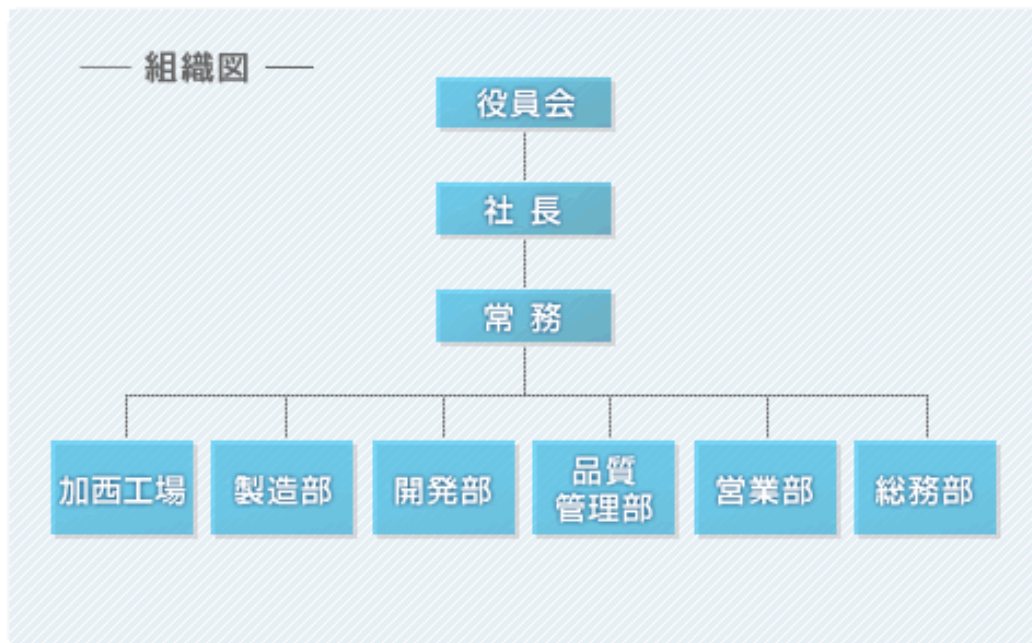 組織図
役員会
社長
常務
加西工場
製造部
開発部
品質
管理部
営業部
総務部